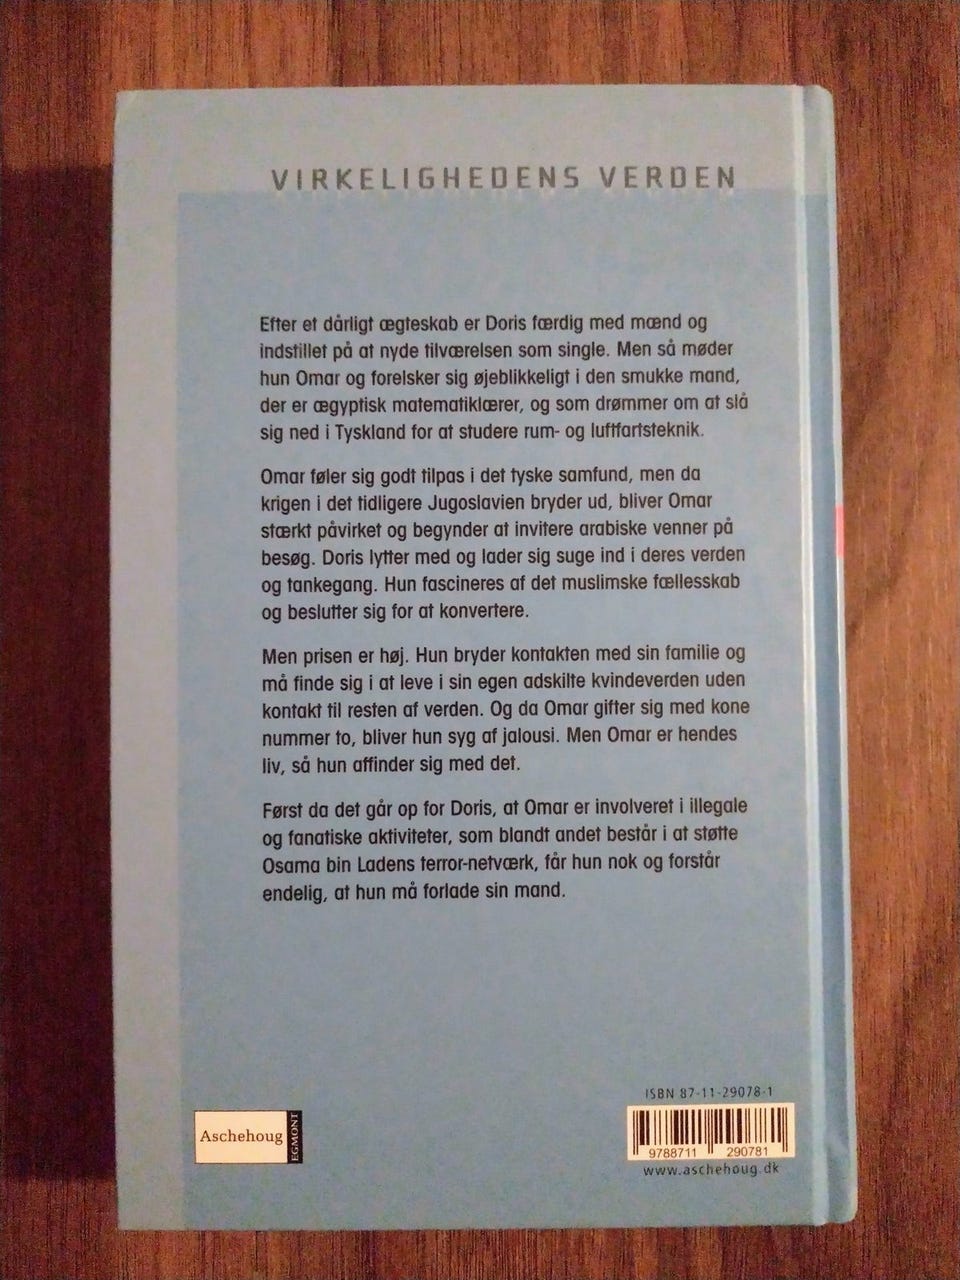 VIRKELIGHEDENS VERDEN
Efter et dårligt ægteskab er Doris færdig med mænd og
indstillet på at nyde tilværelsen som single. Men så møder
hun Omar og forelsker sig øjeblikkeligt i den smukke mand,
der er ægyptisk matematiklærer, og som drømmer om at slå
sig ned i Tyskland for at studere rum- og luftfartsteknik.
Omar føler sig godt tilpas i det tyske samfund, men da
krigen i det tidligere Jugoslavien bryder ud, bliver Omar
stærkt påvirket og begynder at invitere arabiske venner på
besøg. Doris lytter med og lader sig suge ind i deres verden
og tankegang. Hun fascineres af det muslimske fællesskab
og beslutter sig for at konvertere.
Men prisen er høj. Hun bryder kontakten med sin familie og
må finde sig i at leve i sin egen adskilte kvindeverden uden
kontakt til resten af verden. Og da Omar gifter sig med kone
nummer to, bliver hun syg af jalousi. Men Omar er hendes
liv, så hun affinder sig med det.
Først da det går op for Doris, at Omar er involveret i illegale
og fanatiske aktiviteter, som blandt andet består i at støtte
Osama bin Ladens terror-netværk, får hun nok og forstår
endelig, at hun må forlade sin mand.
ISBN 87-11-29078-1
Aschehoug
EGMONT
9788711 290781
www.aschehoug.dk